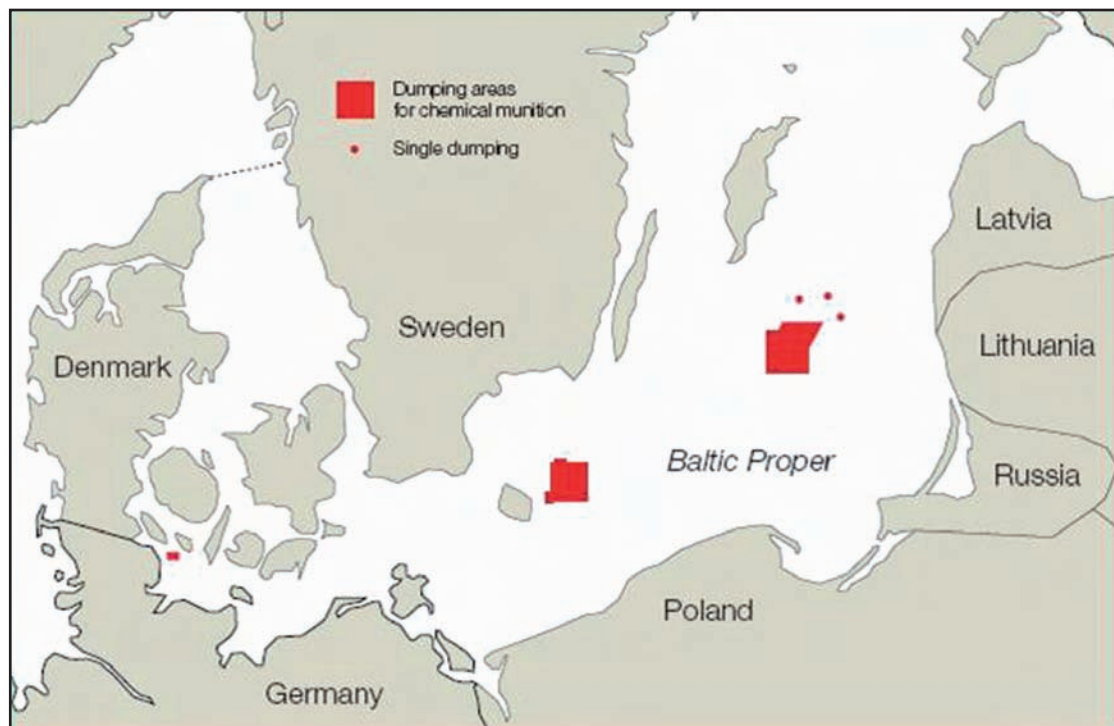 Dumping areas
for chemical munition
Single dumping
Latvia
Sweden
Lithuania
Denmark
Baltic Proper
Russia
Poland
Germany